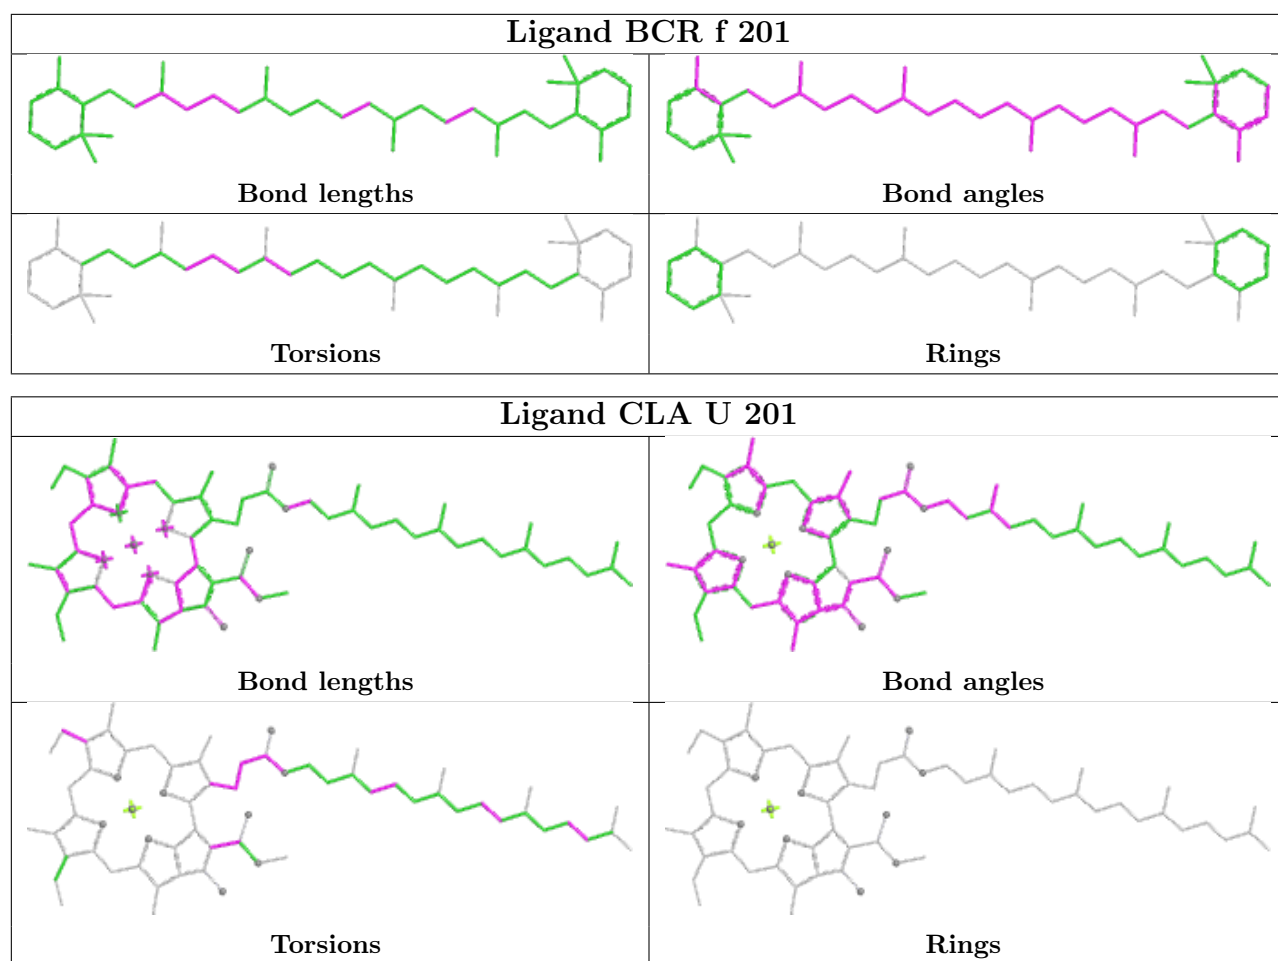 Ligand BCR f 201
Bond lengths
Bond angles
Torsions
Rings
Ligand CLA U 201
Bond lengths
Bond angles
Torsions
Rings